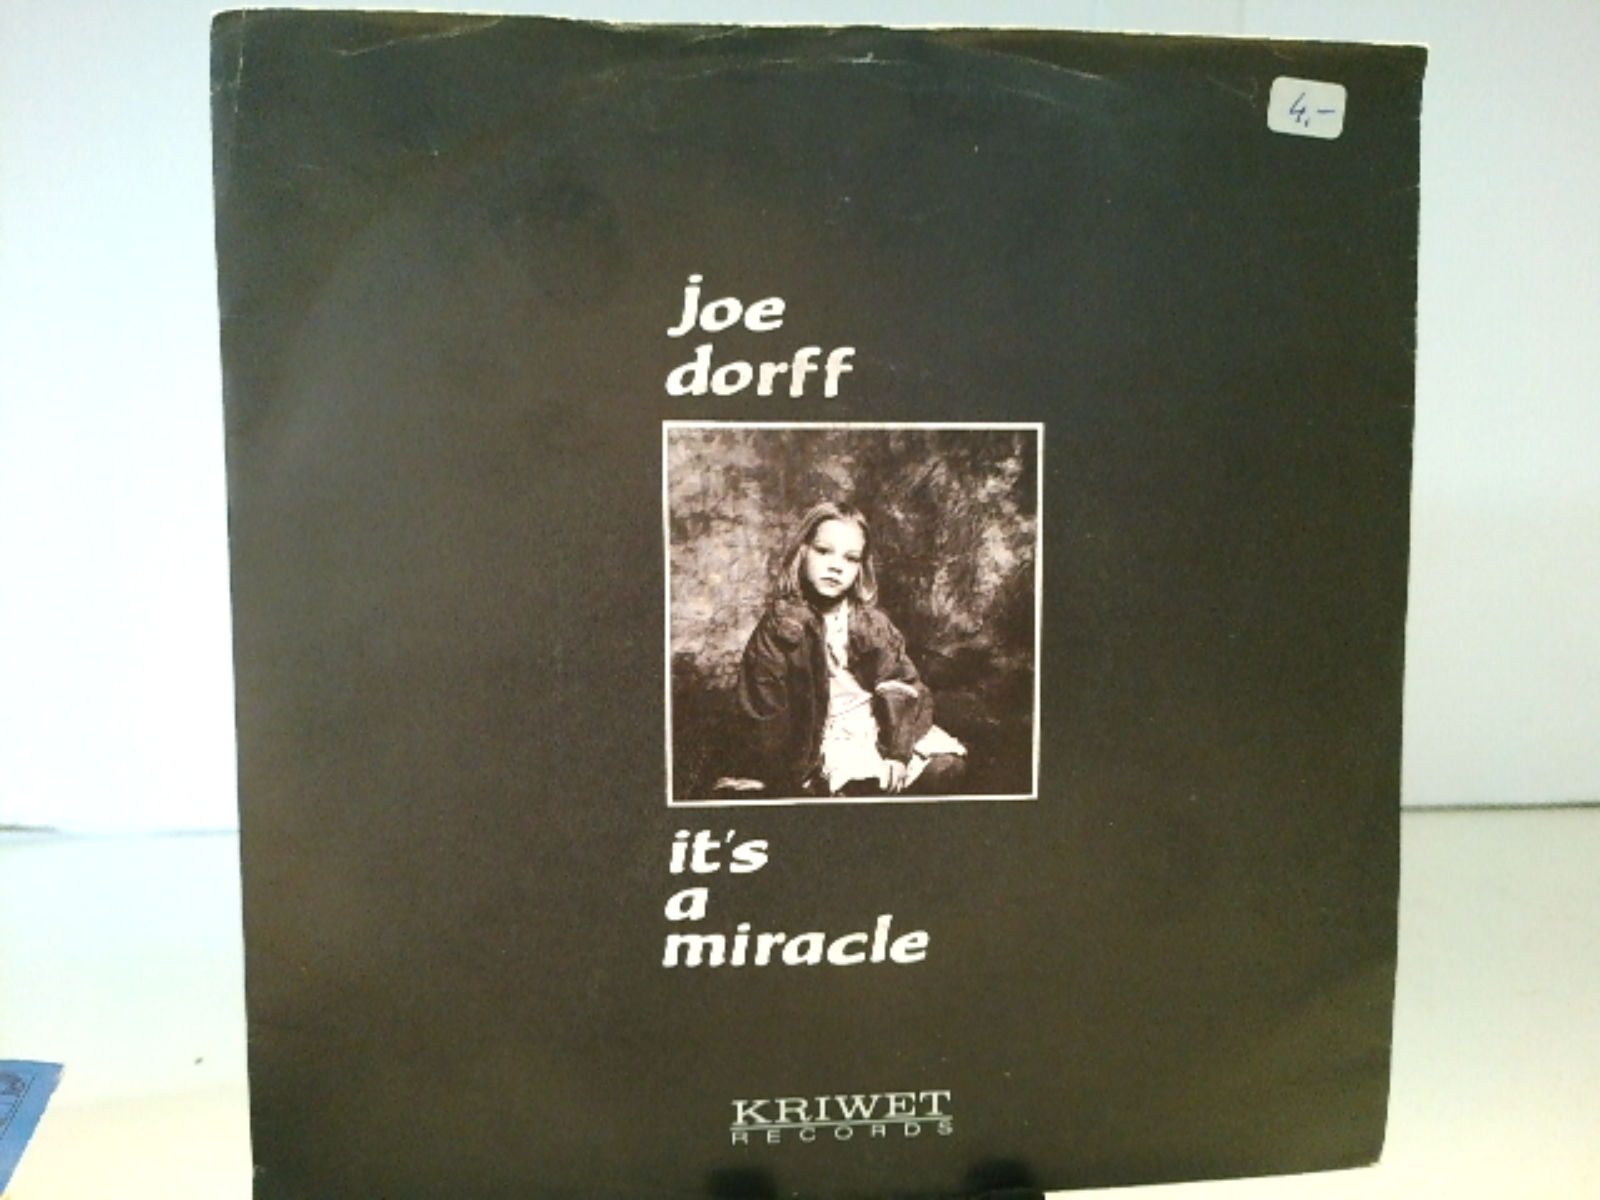 4,-
joe
dorff
it's
a
miracle
KRIWET
RECORDS